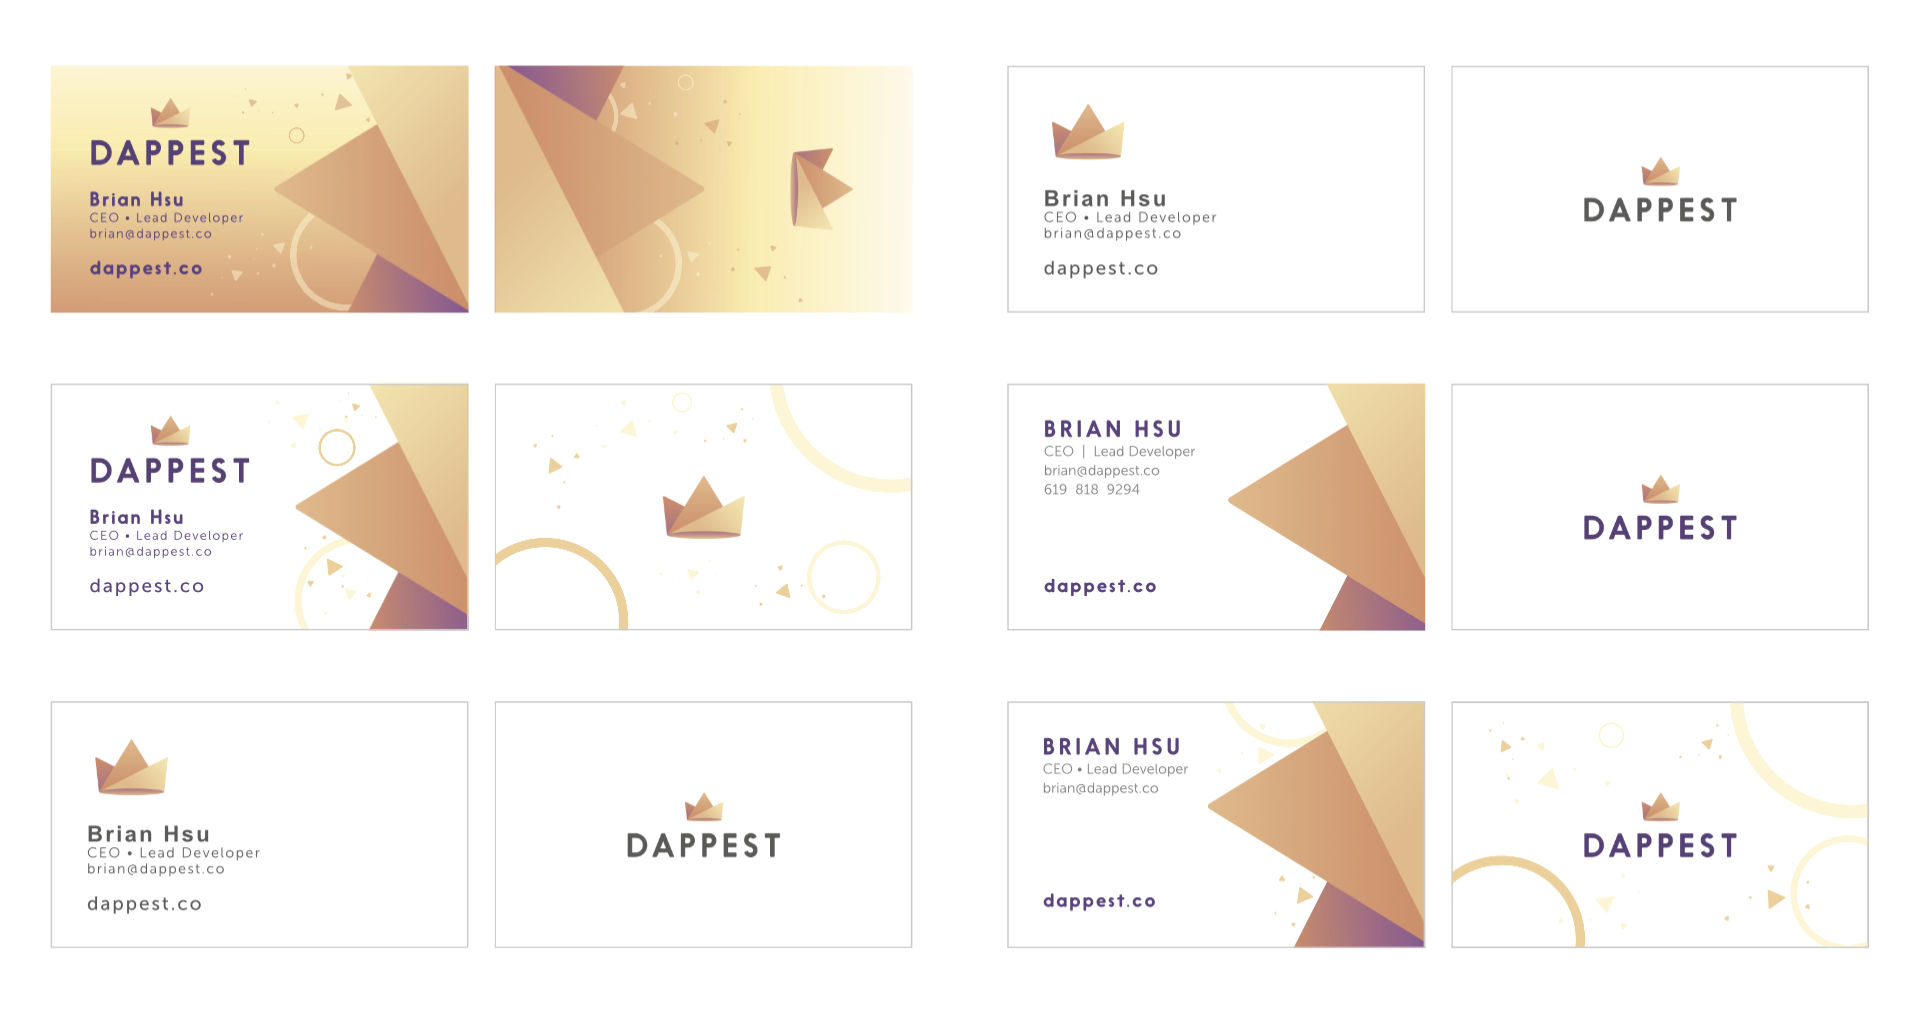 DAPPEST
Brian Hsu
CEO • Lead Developer
brian@dappest.co
dappest.co
Brian Hsu
CEO • Lead Developer
brian@dappest.co
dappest.co
DAPPEST
DAPPEST
Brian Hsu
CEO • Lead Developer
brian@dappest.co
dappest.co
BRIAN HSU
CEO | Lead Developer
brian@dappest.co
619 818 9294
dappest.co
DAPPEST
Brian Hsu
CEO • Lead Developer
brian@dappest.co
dappest.co
DAPPEST
BRIAN HSU
CEO • Lead Developer
brian@dappest.co
dappest.co
DAPPEST